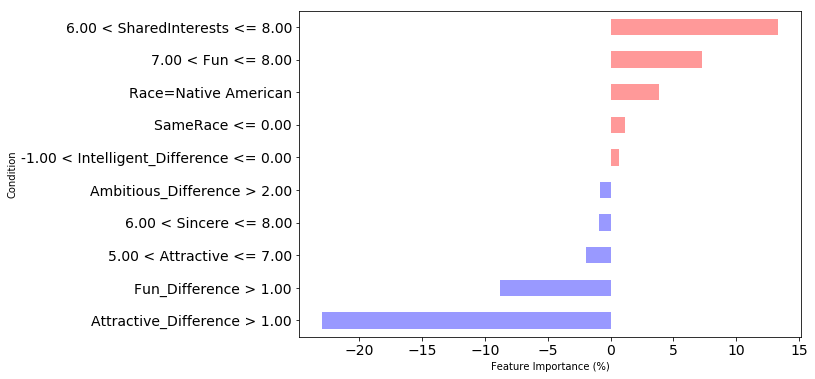 6.00 < SharedInterests <= 8.00
7.00 < Fun <= 8.00
Race=Native American
SameRace <= 0.00
-1.00 < Intelligent_Difference <= 0.00
Ambitious_Difference > 2.00
6.00 < Sincere <= 8.00
5.00 < Attractive <= 7.00
Fun_Difference > 1.00
Attractive_Difference > 1.00
Condition
−20 −15 −10 −5 0 5 10 15
Feature Importance (%)